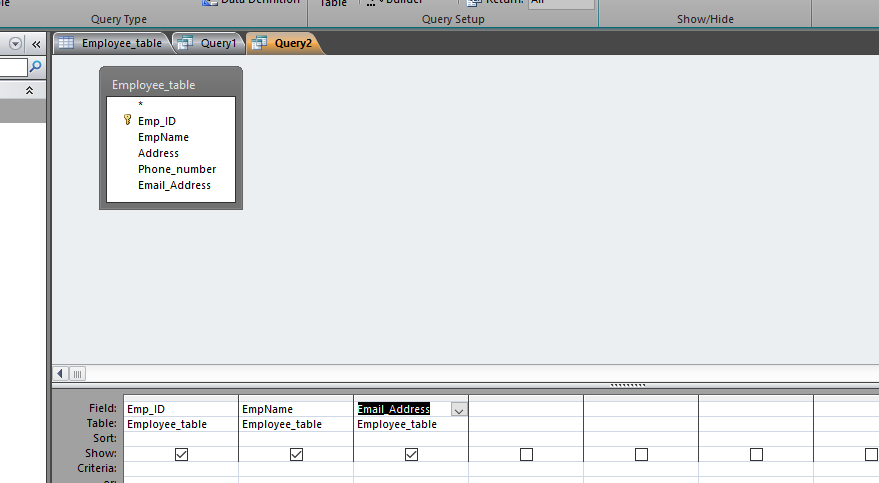 Data Definition
Table Builder Return: All
Query Type Query Setup Show/Hide
Employee_table Query1 Query2
Employee_table
*
Emp_ID
EmpName
Address
Phone_number
Email_Address
Field: Emp_ID EmpName Email_Address
Table: Employee_table Employee_table Employee_table
Sort:
Show:
Criteria: